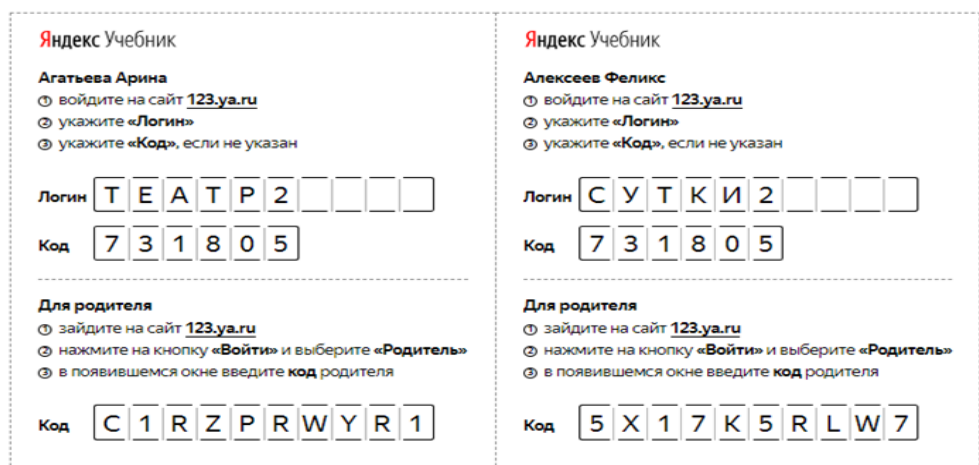 Яндекс Учебник
Агатьева Арина
① войдите на сайт 123.ya.ru
② укажите «Логин»
③ укажите «Код», если не указан
Логин ТЕАТР2
Код 731805
Для родителя
① зайдите на сайт 123.ya.ru
② нажмите на кнопку «Войти» и выберите «Родитель»
③ в появившемся окне введите код родителя
Код C1RZPRWYR1
Яндекс Учебник
Алексеев Феликс
① войдите на сайт 123.ya.ru
② укажите «Логин»
③ укажите «Код», если не указан
Логин СУТКИ2
Код 731805
Для родителя
① зайдите на сайт 123.ya.ru
② нажмите на кнопку «Войти» и выберите «Родитель»
③ в появившемся окне введите код родителя
Код 5X17K5RLW7